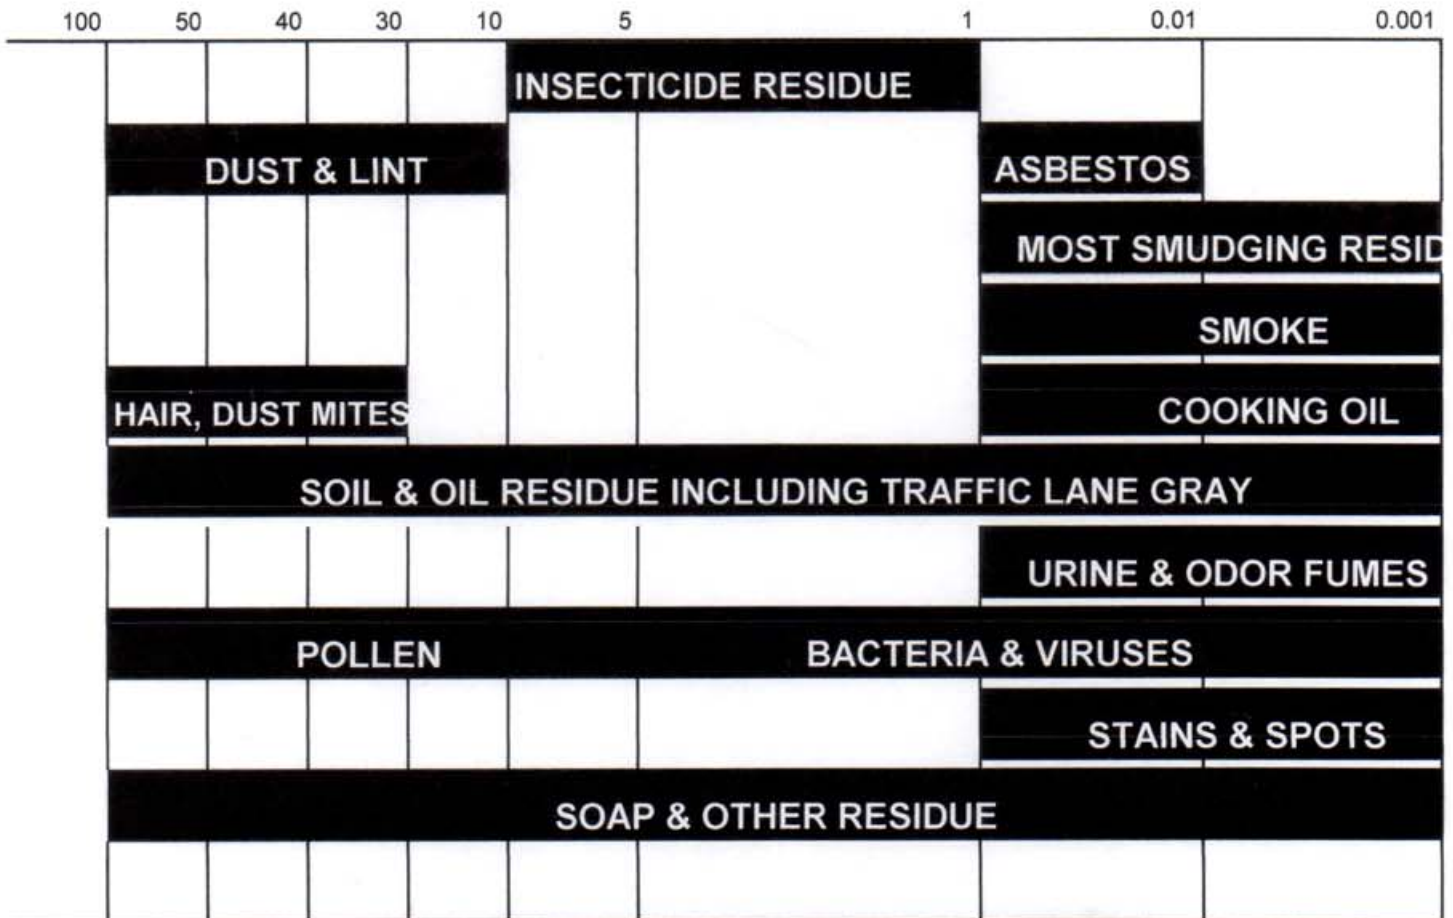 100 50 40 30 10 5 1 0.01 0.001
INSECTICIDE RESIDUE
DUST & LINT ASBESTOS
MOST SMUDGING RESID
SMOKE
HAIR, DUST MITES COOKING OIL
SOIL & OIL RESIDUE INCLUDING TRAFFIC LANE GRAY
URINE & ODOR FUMES
POLLEN BACTERIA & VIRUSES
STAINS & SPOTS
SOAP & OTHER RESIDUE